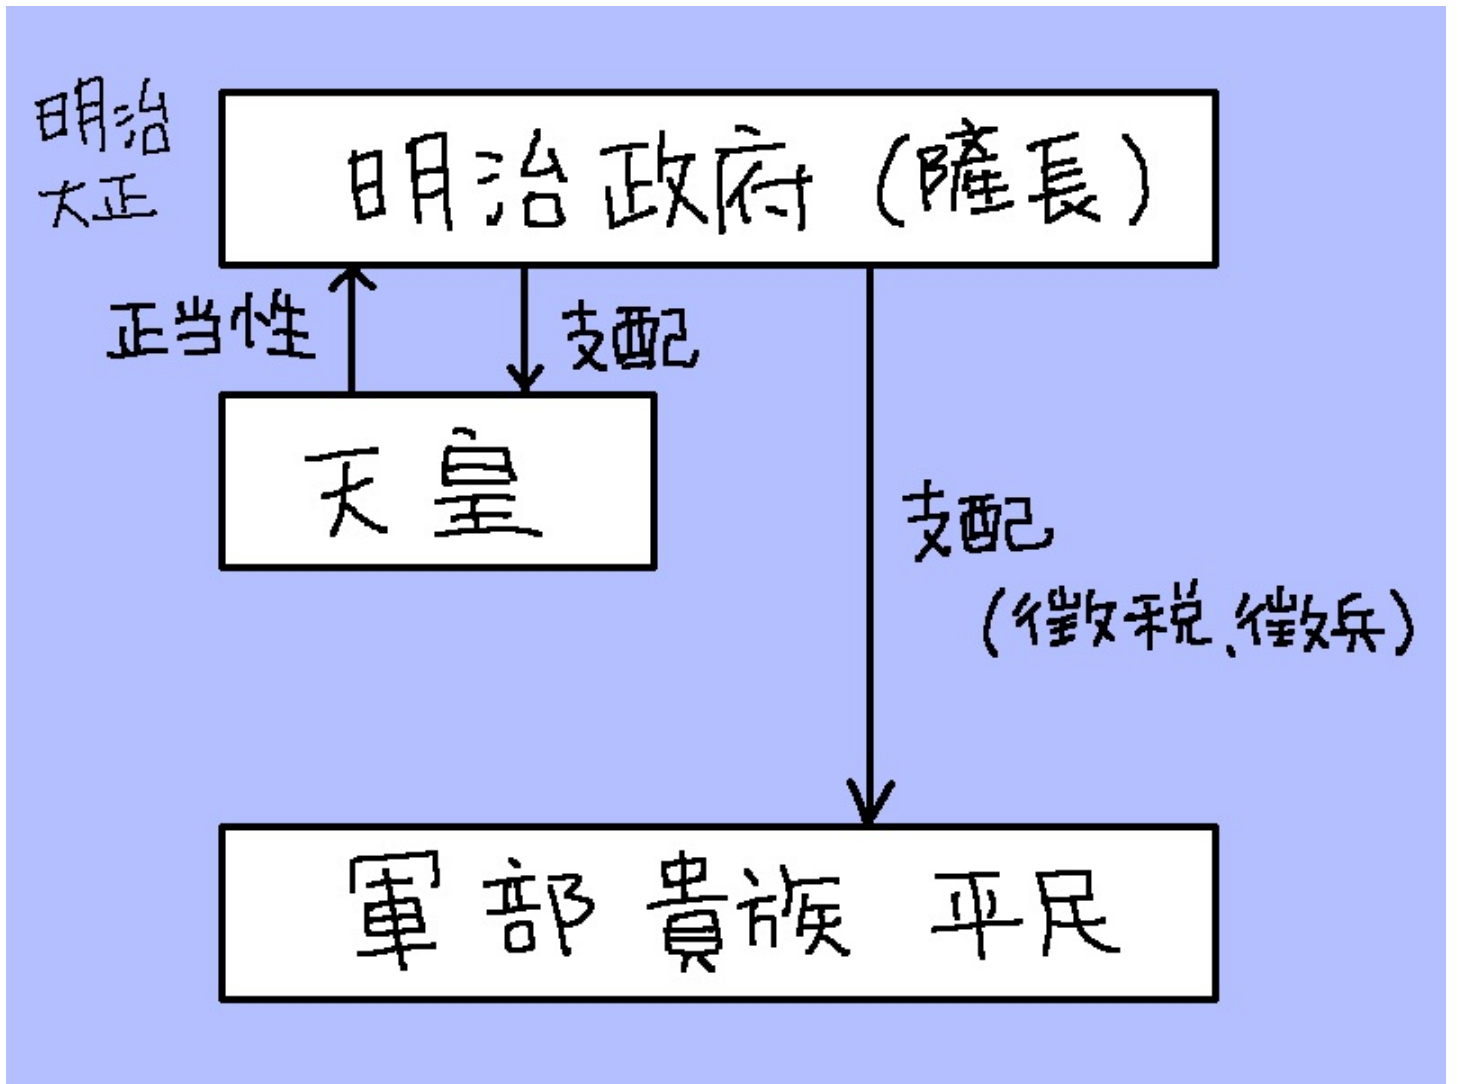 明治
大正
明治政府(薩長)
正当性
支配
天皇
支配
(徴税、徴兵)
軍部 貴族 平民